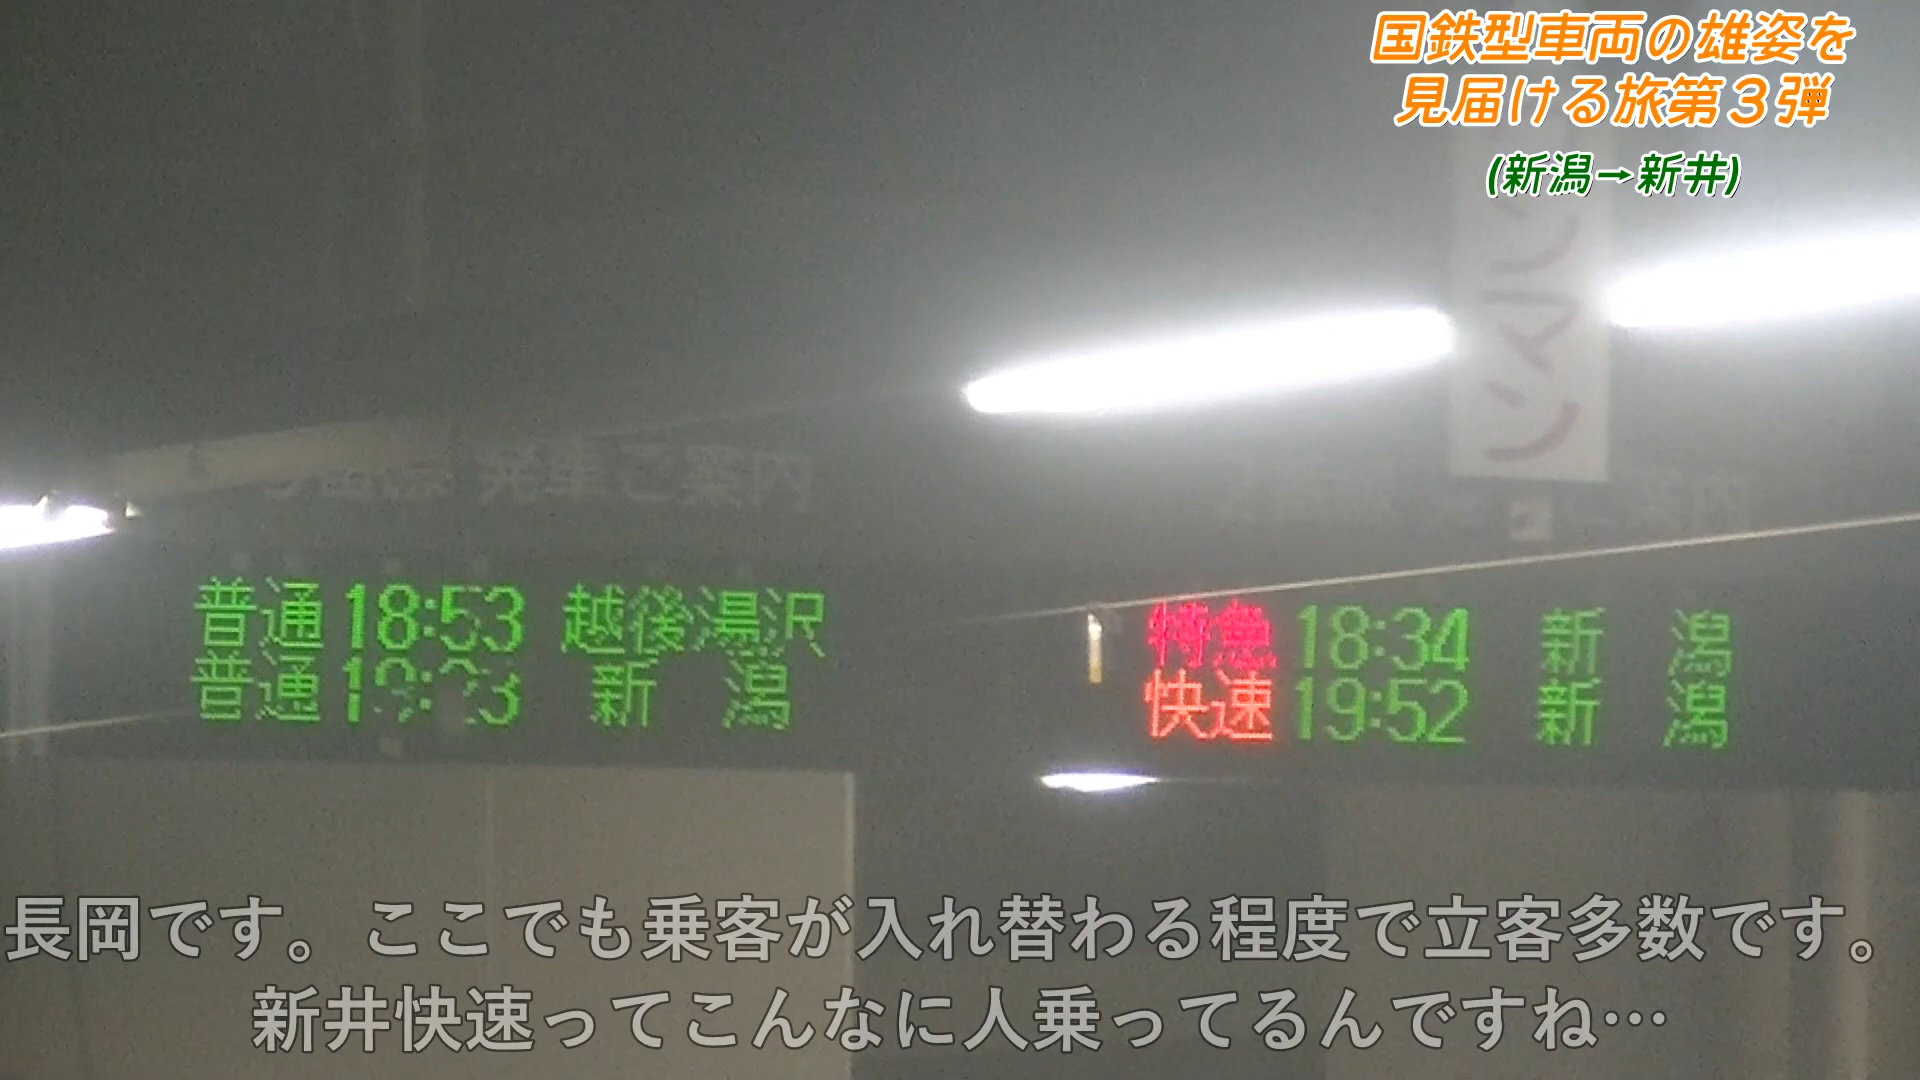 国鉄型車両の雄姿を
見届ける旅第３弾
(新潟→新井)
ンマン
発車ご案内
普通 18:53 越後湯沢
普通 新 潟
特急 18:34 新 潟
快速 19:52 新 潟
長岡です。ここでも乗客が入れ替わる程度で立客多数です。
新井快速ってこんなに人乗ってるんですね…